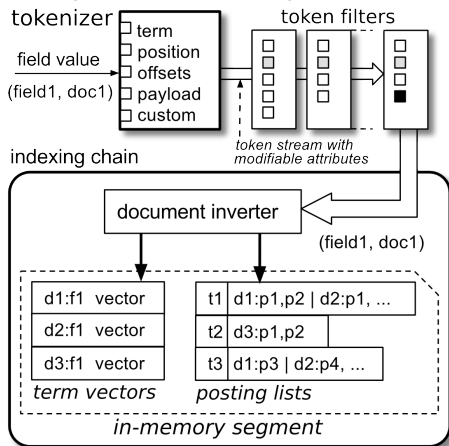 tokenizer
token filters
term
position
offsets
payload
custom
field value
(field1, doc1)
token stream with
modifiable attributes
indexing chain
document inverter
(field1, doc1)
d1:f1 vector
d2:f1 vector
d3:f1 vector
term vectors
t1 d1:p1,p2 | d2:p1, ...
t2 d3:p1,p2
t3 d1:p3 | d2:p4, ...
posting lists
in-memory segment